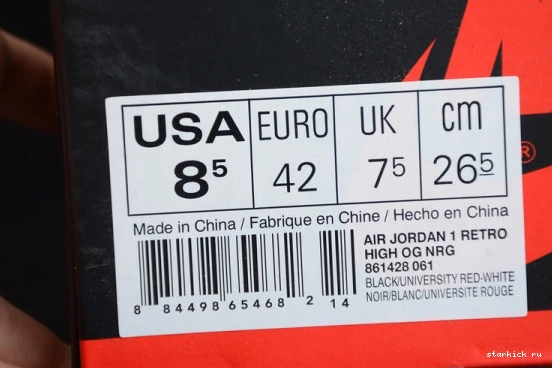 USA EURO UK cm
8⁵ 42 7⁵ 26⁵
Made in China / Fabrique en Chine / Hecho en China
AIR JORDAN 1 RETRO
HIGH OG NRG
861428 061
BLACK/UNIVERSITY RED-WHITE
NOIR/BLANC/UNIVERSITE ROUGE
8 84498 65468 2 14
®
starkick ru